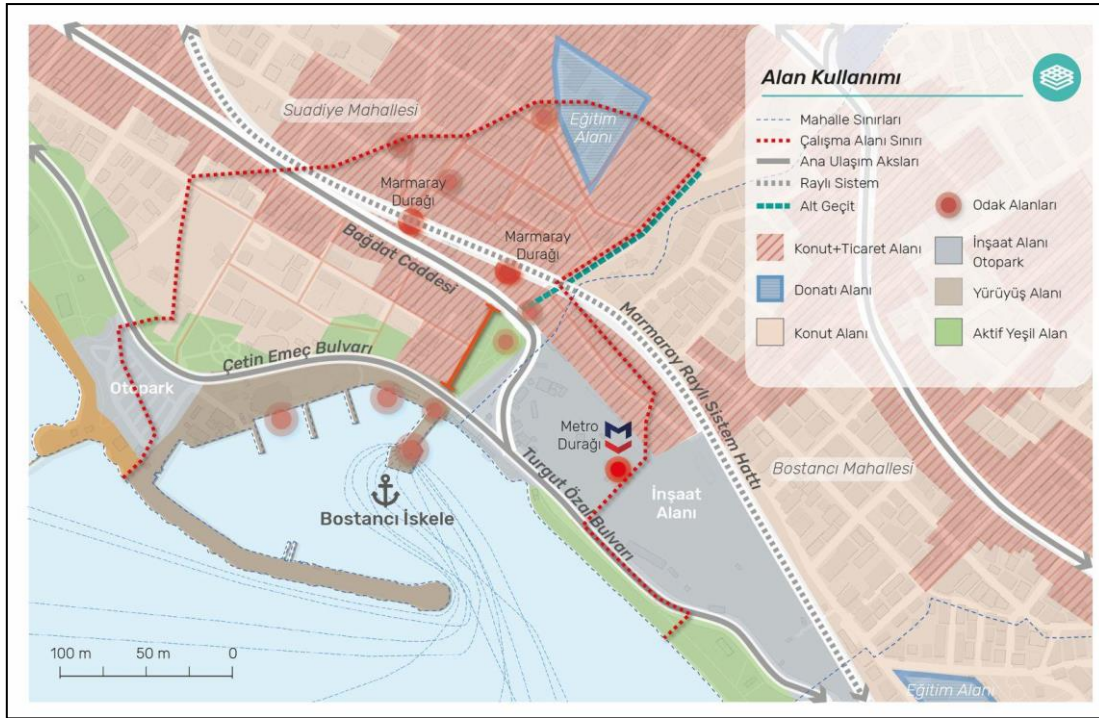 Alan Kullanımı
Mahalle Sınırları
Çalışma Alanı Sınırı
Ana Ulaşım Aksları
Raylı Sistem
Alt Geçit
Odak Alanları
Konut+Ticaret Alanı
İnşaat Alanı
Otopark
Donatı Alanı
Yürüyüş Alanı
Konut Alanı
Aktif Yeşil Alan
Suadiye Mahallesi
Eğitim
Alanı
Marmaray
Durağı
Marmaray
Durağı
Bağdat Caddesi
Çetin Emeç Bulvarı
Otopark
Marmaray Raylı Sistem Hattı
Metro
Durağı
Bostancı Mahallesi
İnşaat
Alanı
Turgut Özal Bulvarı
Bostancı İskele
100 m
50 m
0
Eğitim Alanı